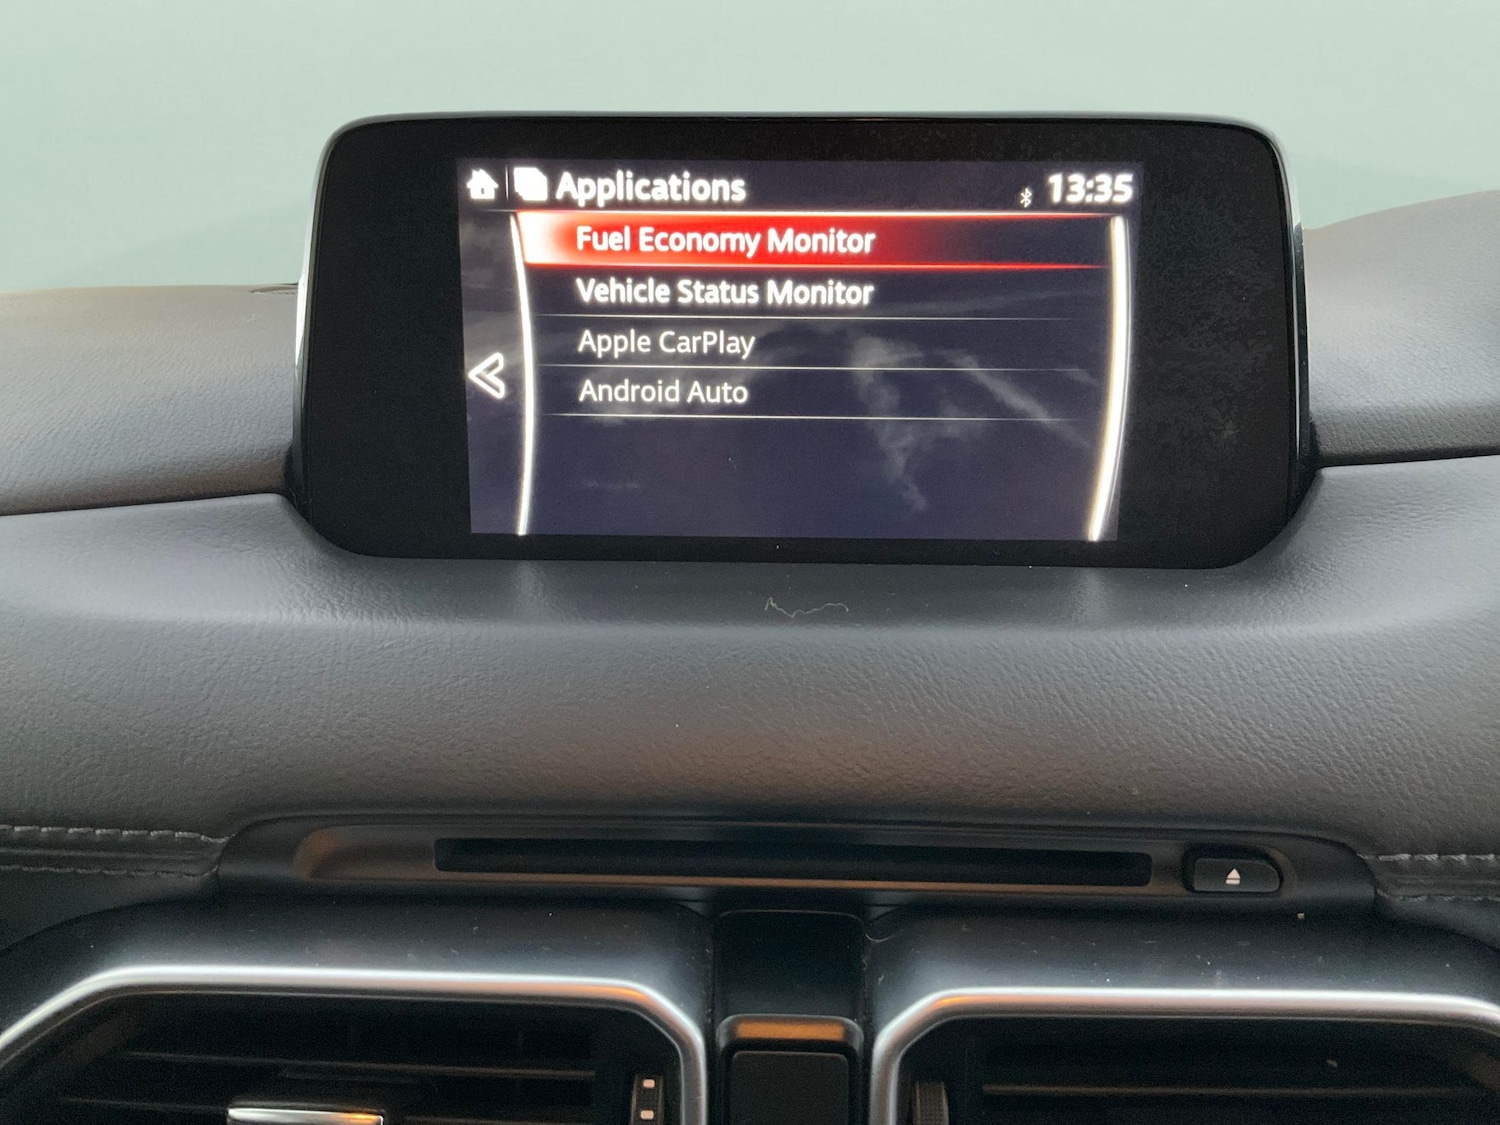 Applications 13:35
Fuel Economy Monitor
Vehicle Status Monitor
Apple CarPlay
Android Auto